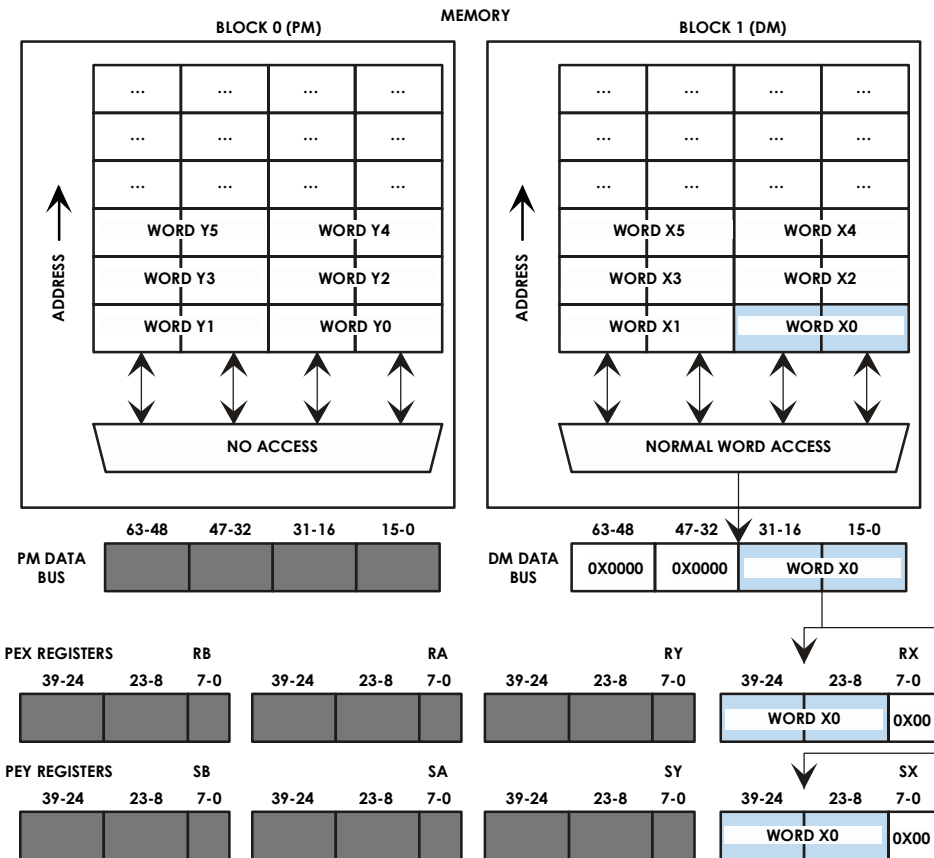 MEMORY
BLOCK 0 (PM) BLOCK 1 (DM)
... ... ... ... ... ... ... ...
... ... ... ... ... ... ... ...
... ... ... ... ... ... ... ...
WORD Y5 WORD Y4 WORD X5 WORD X4
ADDRESS WORD Y3 WORD Y2 ADDRESS WORD X3 WORD X2
WORD Y1 WORD Y0 WORD X1 WORD X0
NO ACCESS NORMAL WORD ACCESS
63-48 47-32 31-16 15-0 63-48 47-32 31-16 15-0
PM DATA BUS DM DATA BUS 0X0000 0X0000 WORD X0
PEX REGISTERS RB RA RY RX
39-24 23-8 7-0 39-24 23-8 7-0 39-24 23-8 7-0 39-24 23-8 7-0
WORD X0 0X00
PEY REGISTERS SB SA SY SX
39-24 23-8 7-0 39-24 23-8 7-0 39-24 23-8 7-0 39-24 23-8 7-0
WORD X0 0X00